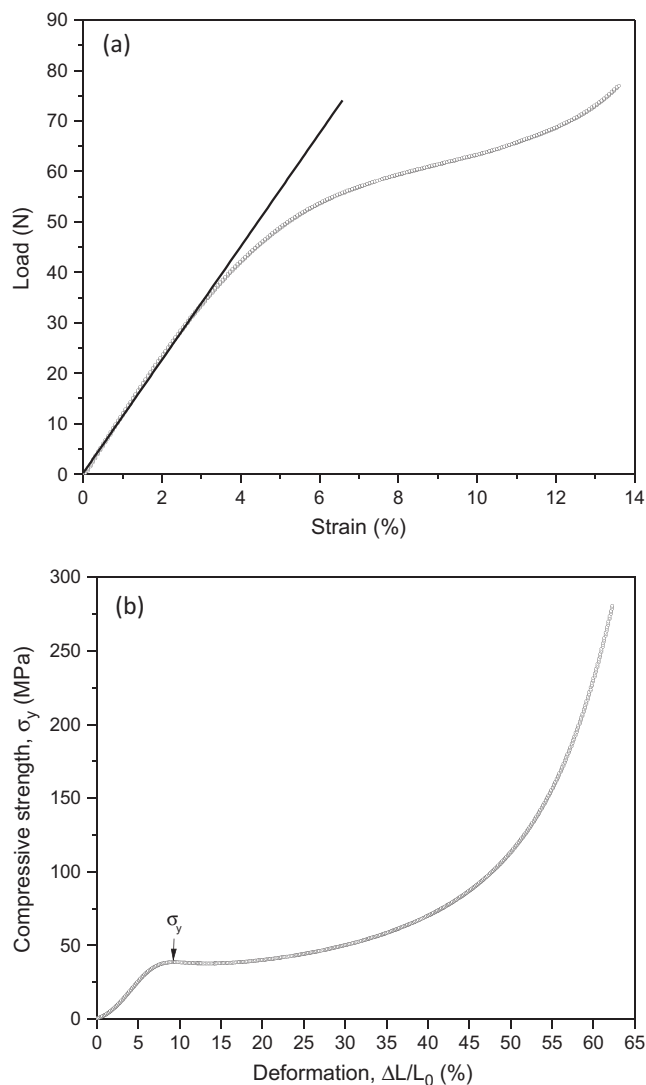 (a)
90
80
70
60
50
40
30
20
10
0
Load (N)
0 2 4 6 8 10 12 14
Strain (%)
(b)
300
250
200
150
100
50
0
Compressive strength, σy (MPa)
σy
0 5 10 15 20 25 30 35 40 45 50 55 60 65
Deformation, ΔL/L0 (%)